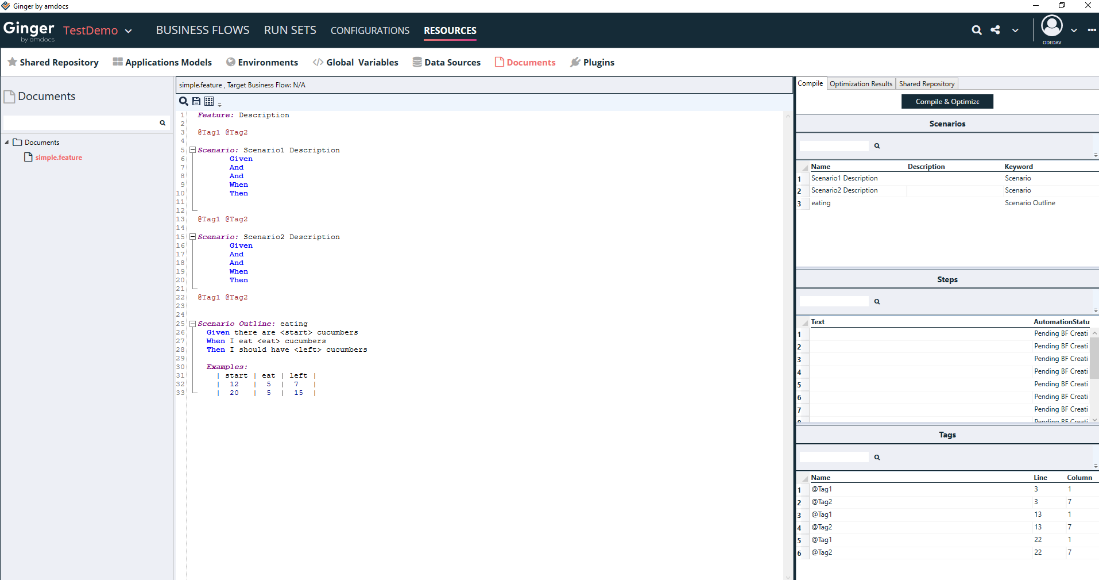 Ginger by amdocs
Ginger by amdocs TestDemo BUSINESS FLOWS RUN SETS CONFIGURATIONS RESOURCES
Shared Repository Applications Models Environments Global Variables Data Sources Documents Plugins
Documents
Documents
simple.feature
simple.feature , Target Business Flow: N/A
1 Feature: Description
2
3 @Tag1 @Tag2
4
5 Scenario: Scenario1 Description
6 Given
7 And
8 And
9 When
10 Then
11
12
13 @Tag1 @Tag2
14
15 Scenario: Scenario2 Description
16 Given
17 And
18 And
19 When
20 Then
21
22 @Tag1 @Tag2
23
24
25 Scenario Outline: eating
26 Given there are <start> cucumbers
27 When I eat <eat> cucumbers
28 Then I should have <left> cucumbers
29
30 Examples:
31 | start | eat | left |
32 | 12 | 5 | 7 |
33 | 20 | 5 | 15 |
Compile Optimization Results Shared Repository
Compile & Optimize
Scenarios
Name Description Keyword
1 Scenario1 Description Scenario
2 Scenario2 Description Scenario
3 eating Scenario Outline
Steps
Text AutomationStatu
1 Pending BF Creati
2 Pending BF Creati
3 Pending BF Creati
4 Pending BF Creati
5 Pending BF Creati
6 Pending BF Creati
7 Pending BF Creati
Pending BF Creati
Tags
Name Line Column
1 @Tag1 3 1
2 @Tag2 3 7
3 @Tag1 13 1
4 @Tag2 13 7
5 @Tag1 22 1
6 @Tag2 22 7